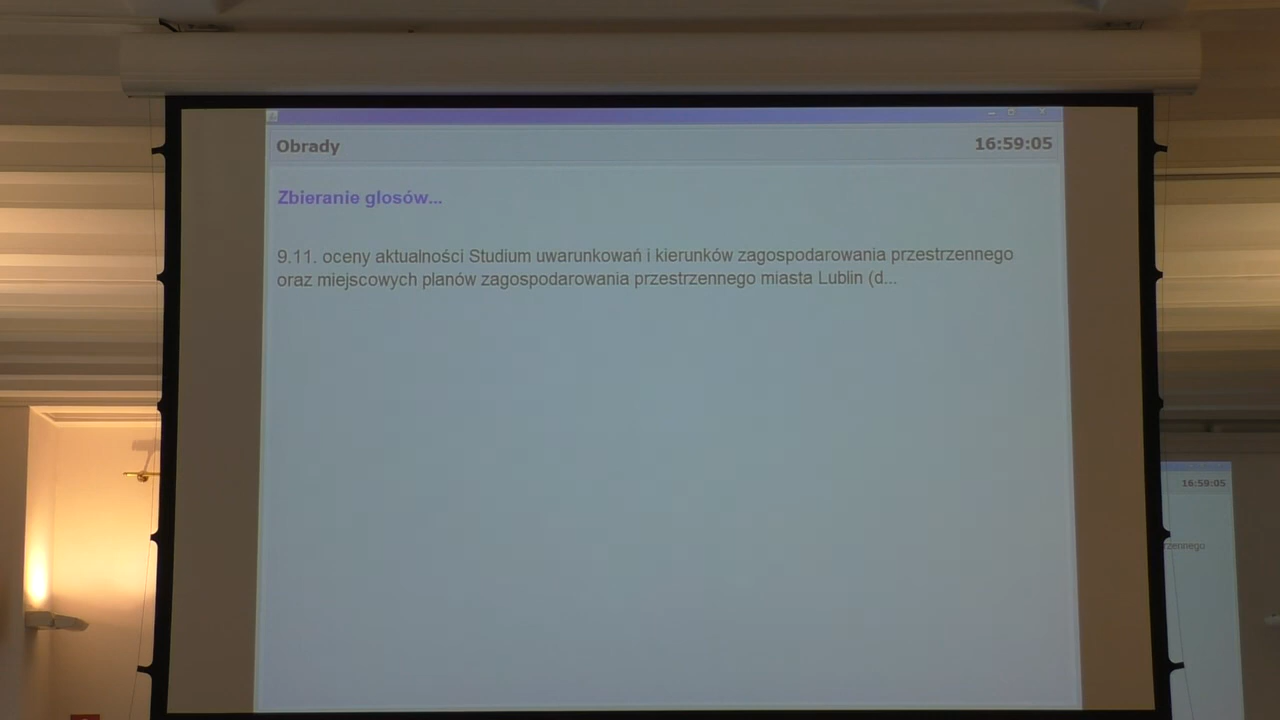 Obrady
16:59:05
Zbieranie głosów...
9.11. oceny aktualności Studium uwarunkowań i kierunków zagospodarowania przestrzennego
oraz miejscowych planów zagospodarowania przestrzennego miasta Lublin (d...
16:59:05
rzennego